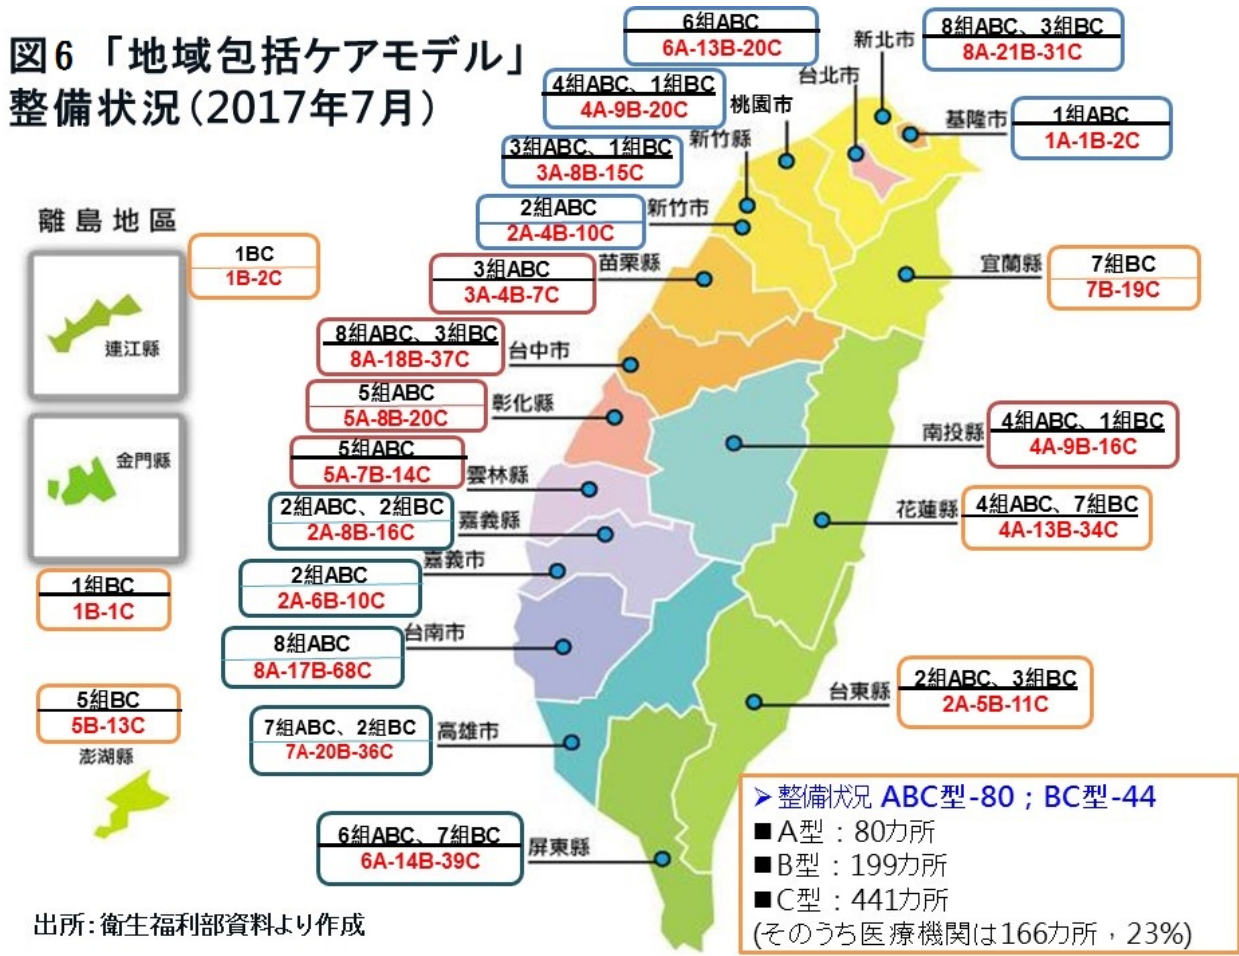 図6 「地域包括ケアモデル」
整備状況(2017年7月)
6組ABC
6A-13B-20C
台北市
8組ABC、3組BC
8A-21B-31C
新北市
4組ABC、1組BC
4A-9B-20C
桃園市
1組ABC
1A-1B-2C
基隆市
3組ABC、1組BC
3A-8B-15C
新竹縣
2組ABC
2A-4B-10C
新竹市
離島地區
1BC
1B-2C
連江縣
3組ABC
3A-4B-7C
苗栗縣
宜蘭縣
7組BC
7B-19C
8組ABC、3組BC
8A-18B-37C
台中市
5組ABC
5A-8B-20C
彰化縣
南投縣
4組ABC、1組BC
4A-9B-16C
金門縣
1組BC
1B-1C
5組ABC
5A-7B-14C
雲林縣
2組ABC、2組BC
2A-8B-16C
嘉義縣
花蓮縣
4組ABC、7組BC
4A-13B-34C
2組ABC
2A-6B-10C
嘉義市
8組ABC
8A-17B-68C
台南市
5組BC
5B-13C
澎湖縣
7組ABC、2組BC
7A-20B-36C
高雄市
台東縣
2組ABC、3組BC
2A-5B-11C
6組ABC、7組BC
6A-14B-39C
屏東縣
➢ 整備状況 ABC型-80；BC型-44
■A型：80カ所
■B型：199カ所
■C型：441カ所
(そのうち医療機関は166カ所，23%)
出所：衛生福利部資料より作成